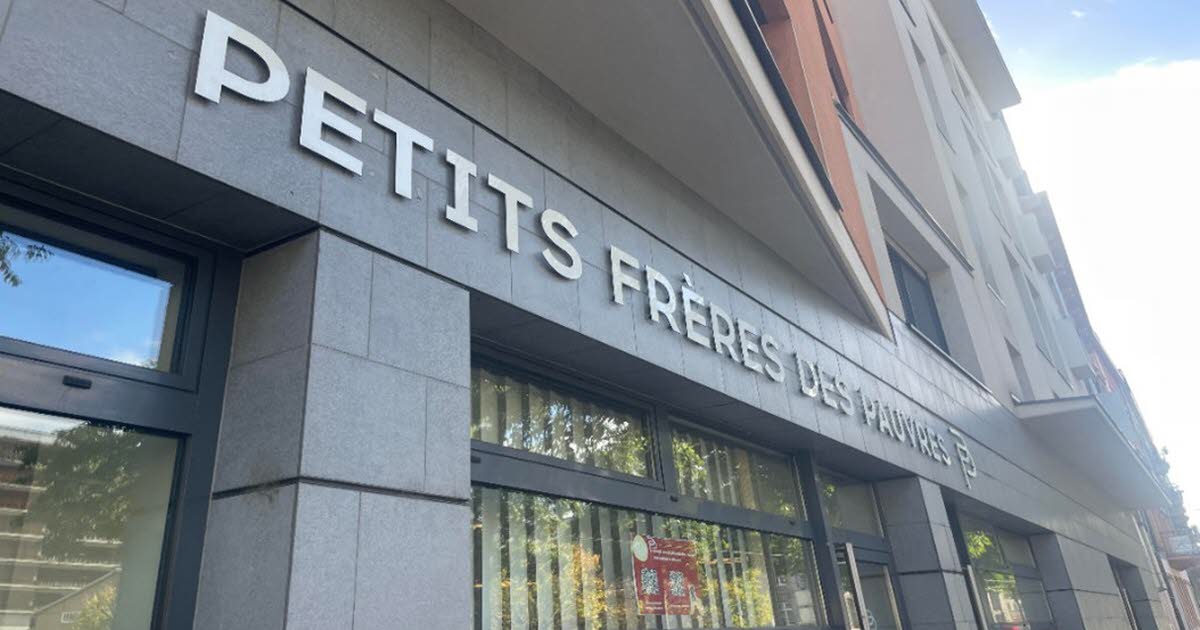 PETITS FRÈRES DES PAUVRES